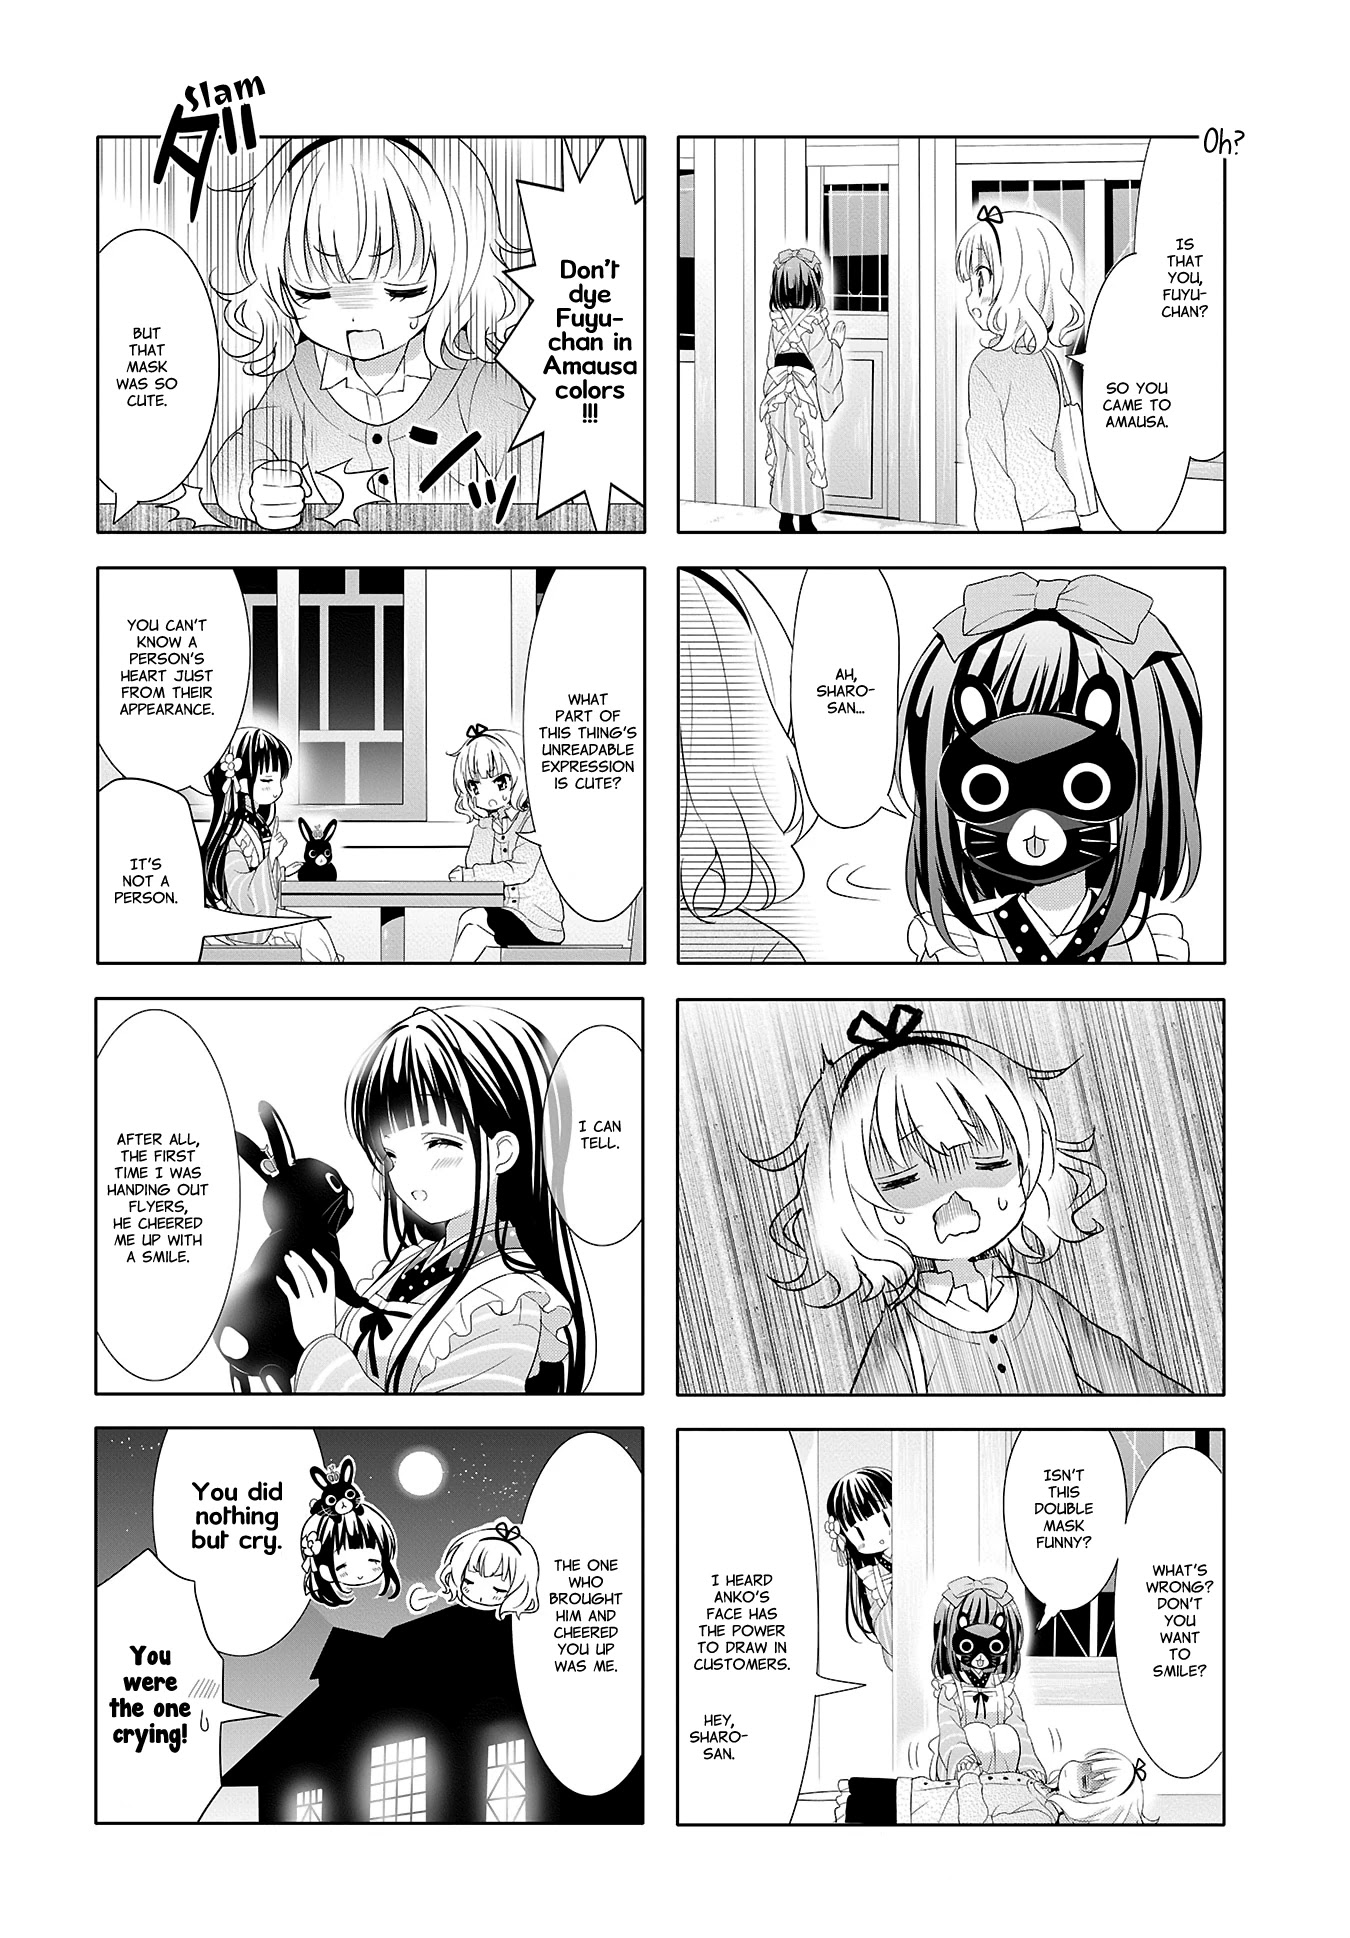 Oh?
IS
THAT
YOU,
FUYU-
CHAN?
SO YOU
CAME TO
AMAUSA.
AH,
SHARO-
SAN...
WHAT'S
WRONG?
DON'T
YOU
WANT
TO
SMILE?
ISN'T
THIS
DOUBLE
MASK
FUNNY?
I HEARD
ANKO'S
FACE HAS
THE POWER
TO DRAW IN
CUSTOMERS.
HEY,
SHARO-
SAN.
Slam
ダ||
ンッ
Don't
dye
Fuyu-
chan in
Amausa
colors
!!!
BUT
THAT
MASK
WAS SO
CUTE.
WHAT
PART OF
THIS THING'S
UNREADABLE
EXPRESSION
IS CUTE?
YOU CAN'T
KNOW A
PERSON'S
HEART JUST
FROM THEIR
APPEARANCE.
IT'S
NOT A
PERSON.
I CAN
TELL.
AFTER ALL,
THE FIRST
TIME I WAS
HANDING OUT
FLYERS,
HE CHEERED
ME UP WITH
A SMILE.
THE ONE
WHO
BROUGHT
HIM AND
CHEERED
YOU UP
WAS ME.
You did
nothing
but cry.
You
were
the one
crying!